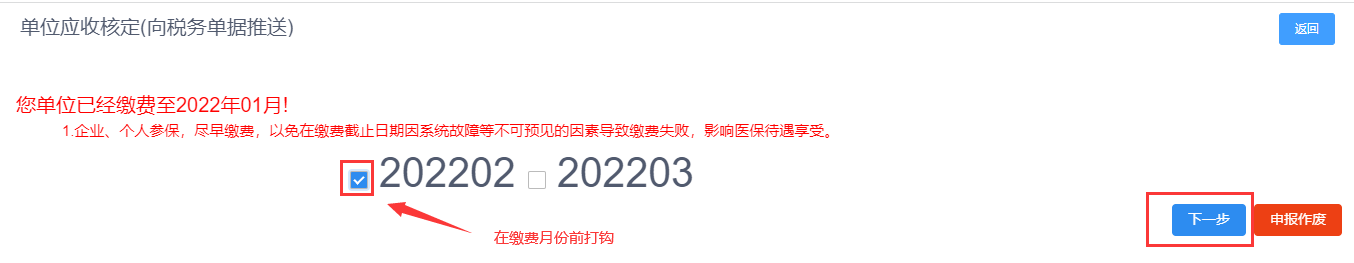 单位应收核定(向税务单据推送)
返回
您单位已经缴费至2022年01月!
1.企业、个人参保，尽早缴费，以免在缴费截止日期因系统故障等不可预见的因素导致缴费失败，影响医保待遇享受。
202202 202203
下一步 申报作废
在缴费月份前打钩